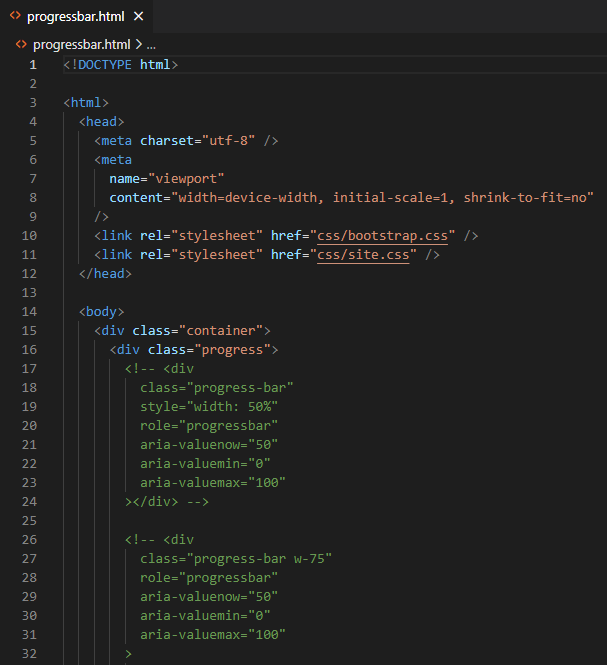 progressbar.html
progressbar.html > ...
1 <!DOCTYPE html>
2
3 <html>
4 <head>
5 <meta charset="utf-8" />
6 <meta
7 name="viewport"
8 content="width=device-width, initial-scale=1, shrink-to-fit=no"
9 />
10 <link rel="stylesheet" href="css/bootstrap.css" />
11 <link rel="stylesheet" href="css/site.css" />
12 </head>
13
14 <body>
15 <div class="container">
16 <div class="progress">
17 <!-- <div
18 class="progress-bar"
19 style="width: 50%"
20 role="progressbar"
21 aria-valuenow="50"
22 aria-valuemin="0"
23 aria-valuemax="100"
24 ></div> -->
25
26 <!-- <div
27 class="progress-bar w-75"
28 role="progressbar"
29 aria-valuenow="50"
30 aria-valuemin="0"
31 aria-valuemax="100"
32 >